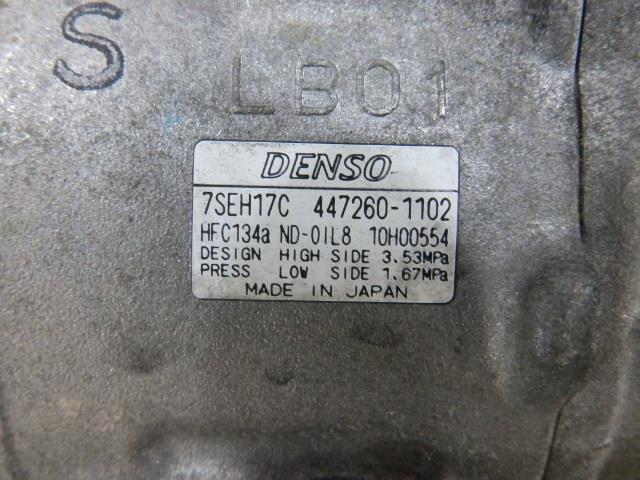 S
LB01
DENSO
7SEH17C 447260-1102
HFC134a ND-OIL8 10H00554
DESIGN HIGH SIDE 3.53MPa
PRESS LOW SIDE 1.67MPa
MADE IN JAPAN